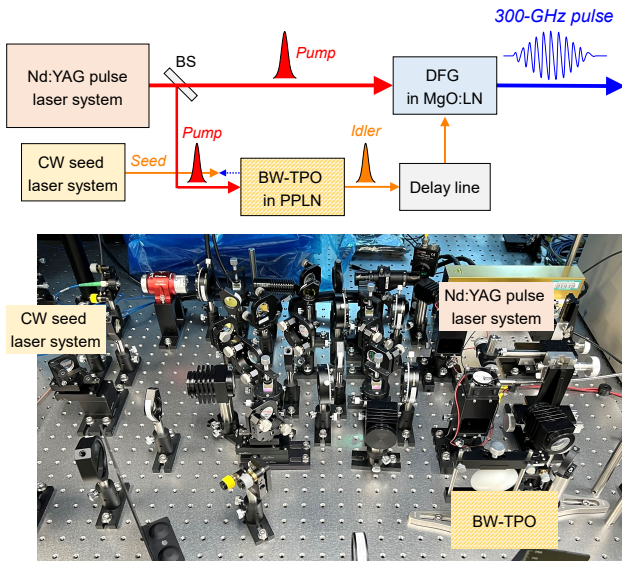 300-GHz pulse
Pump
BS
Nd:YAG pulse
laser system
DFG
in MgO:LN
Pump
Idler
CW seed
laser system
Seed
BW-TPO
in PPLN
Delay line
CW seed
laser system
Nd:YAG pulse
laser system
BW-TPO